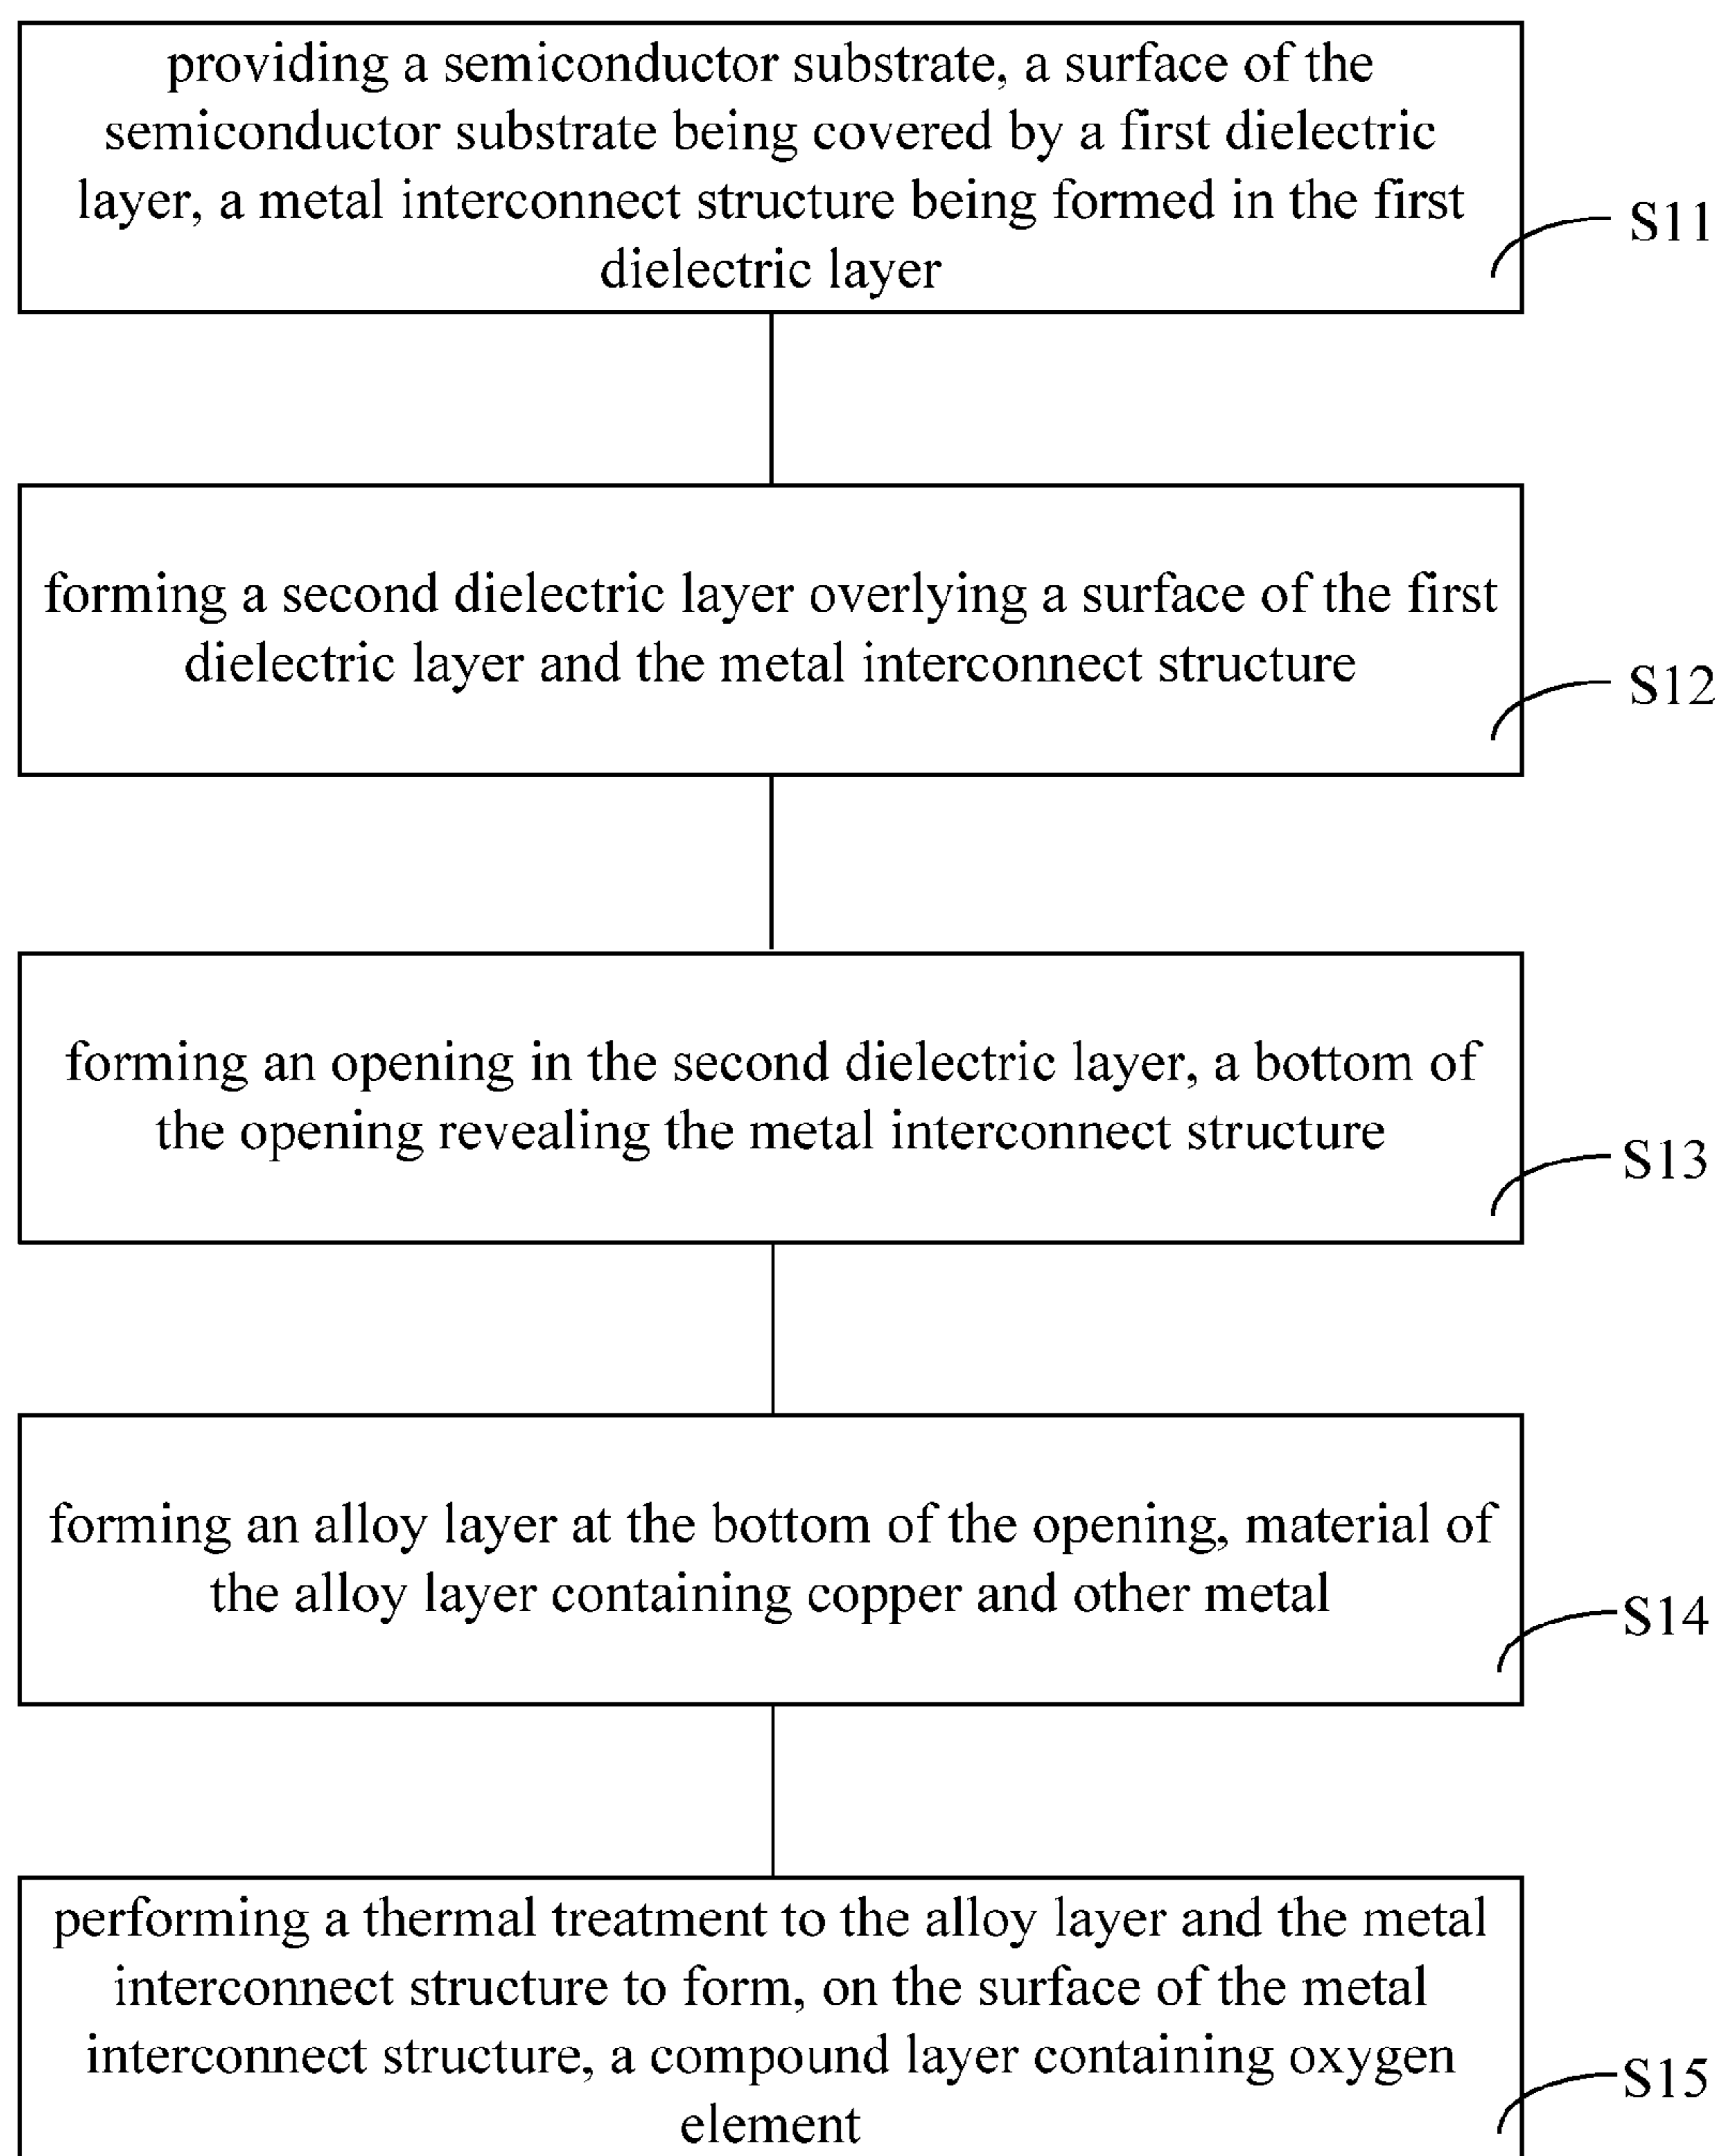 providing a semiconductor substrate, a surface of the
semiconductor substrate being covered by a first dielectric
layer, a metal interconnect structure being formed in the first
dielectric layer
S11
forming a second dielectric layer overlying a surface of the first
dielectric layer and the metal interconnect structure
S12
forming an opening in the second dielectric layer, a bottom of
the opening revealing the metal interconnect structure
S13
forming an alloy layer at the bottom of the opening, material of
the alloy layer containing copper and other metal
S14
performing a thermal treatment to the alloy layer and the metal
interconnect structure to form, on the surface of the metal
interconnect structure, a compound layer containing oxygen
element
S15